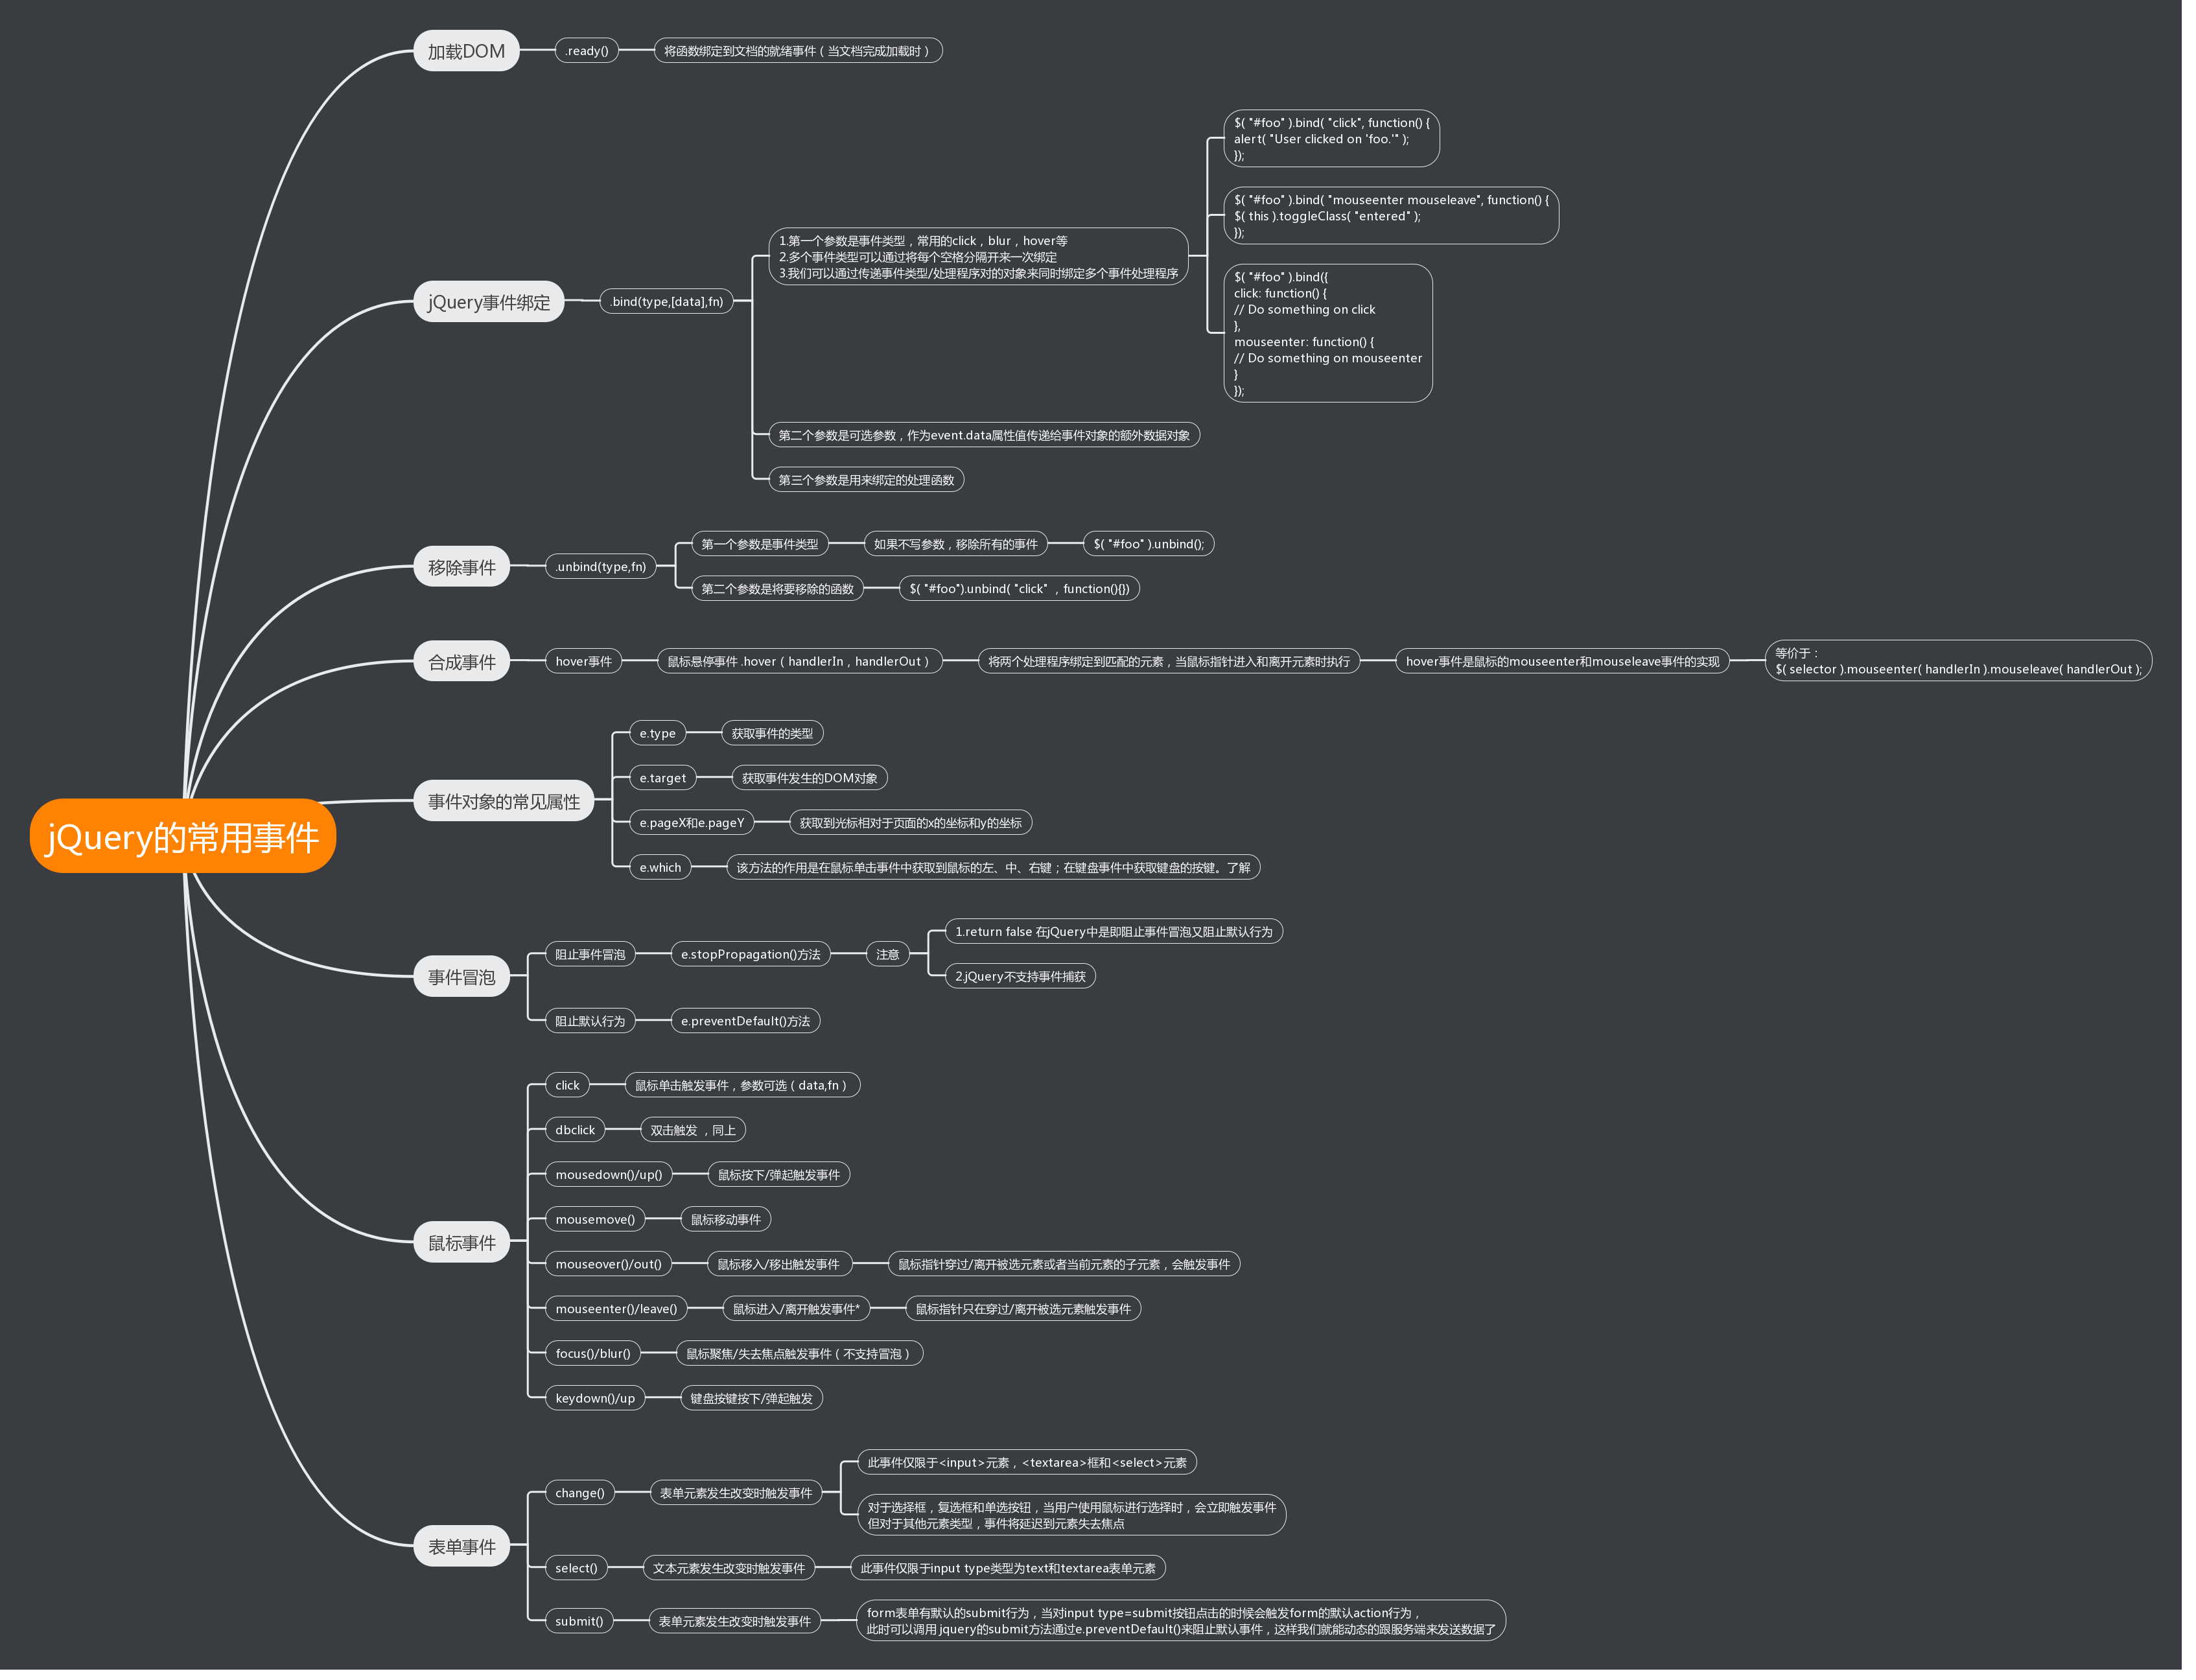 jQuery的常用事件
加载DOM
.ready()
将函数绑定到文档的就绪事件（当文档完成加载时）
jQuery事件绑定
.bind(type,[data],fn)
1.第一个参数是事件类型，常用的click，blur，hover等
2.多个事件类型可以通过将每个空格分隔开来一次绑定
3.我们可以通过传递事件类型/处理程序对的对象来同时绑定多个事件处理程序
$( "#foo" ).bind( "click", function() {
alert( "User clicked on 'foo.'" );
});
$( "#foo" ).bind( "mouseenter mouseleave", function() {
$( this ).toggleClass( "entered" );
});
$( "#foo" ).bind({
click: function() {
// Do something on click
},
mouseenter: function() {
// Do something on mouseenter
}
});
第二个参数是可选参数，作为event.data属性值传递给事件对象的额外数据对象
第三个参数是用来绑定的处理函数
移除事件
.unbind(type,fn)
第一个参数是事件类型
如果不写参数，移除所有的事件
$( "#foo" ).unbind();
第二个参数是将要移除的函数
$( "#foo").unbind( "click" ，function(){})
合成事件
hover事件
鼠标悬停事件 .hover（handlerIn，handlerOut）
将两个处理程序绑定到匹配的元素，当鼠标指针进入和离开元素时执行
hover事件是鼠标的mouseenter和mouseleave事件的实现
等价于：
$( selector ).mouseenter( handlerIn ).mouseleave( handlerOut );
事件对象的常见属性
e.type
获取事件的类型
e.target
获取事件发生的DOM对象
e.pageX和e.pageY
获取到光标相对于页面的x的坐标和y的坐标
e.which
该方法的作用是在鼠标单击事件中获取到鼠标的左、中、右键；在键盘事件中获取键盘的按键。了解
事件冒泡
阻止事件冒泡
e.stopPropagation()方法
注意
1.return false 在jQuery中是即阻止事件冒泡又阻止默认行为
2.jQuery不支持事件捕获
阻止默认行为
e.preventDefault()方法
鼠标事件
click
鼠标单击触发事件，参数可选（data,fn）
dbclick
双击触发 ，同上
mousedown()/up()
鼠标按下/弹起触发事件
mousemove()
鼠标移动事件
mouseover()/out()
鼠标移入/移出触发事件
鼠标指针穿过/离开被选元素或者当前元素的子元素，会触发事件
mouseenter()/leave()
鼠标进入/离开触发事件*
鼠标指针只在穿过/离开被选元素触发事件
focus()/blur()
鼠标聚焦/失去焦点触发事件（不支持冒泡）
keydown()/up
键盘按键按下/弹起触发
表单事件
change()
表单元素发生改变时触发事件
此事件仅限于<input>元素，<textarea>框和<select>元素
对于选择框，复选框和单选按钮，当用户使用鼠标进行选择时，会立即触发事件
但对于其他元素类型，事件将延迟到元素失去焦点
select()
文本元素发生改变时触发事件
此事件仅限于input type类型为text和textarea表单元素
submit()
表单元素发生改变时触发事件
form表单有默认的submit行为，当对input type=submit按钮点击的时候会触发form的默认action行为，
此时可以调用 jquery的submit方法通过e.preventDefault()来阻止默认事件，这样我们就能动态的跟服务端来发送数据了